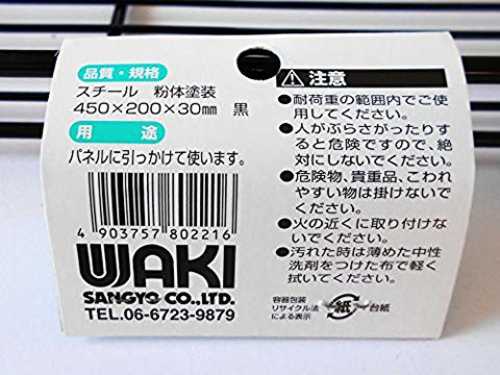 品質・規格
スチール 粉体塗装
450×200×30mm 黒
用途
パネルに引っかけて使います。
4 903757 802216
WAKI
SANGYO CO.,LTD.
TEL.06-6723-9879
注意
●耐荷重の範囲内でご使
用してください。
●人がぶらさがったりす
ると危険ですので、絶
対にしないでください。
●危険物、貴重品、こわれ
やすい物は掛けないで
ください。
●火の近くに取り付けな
いでください。
●汚れた時は薄めた中性
洗剤をつけた布で軽く
拭いてください。
容器包装
リサイクル法
による表示
紙
台紙